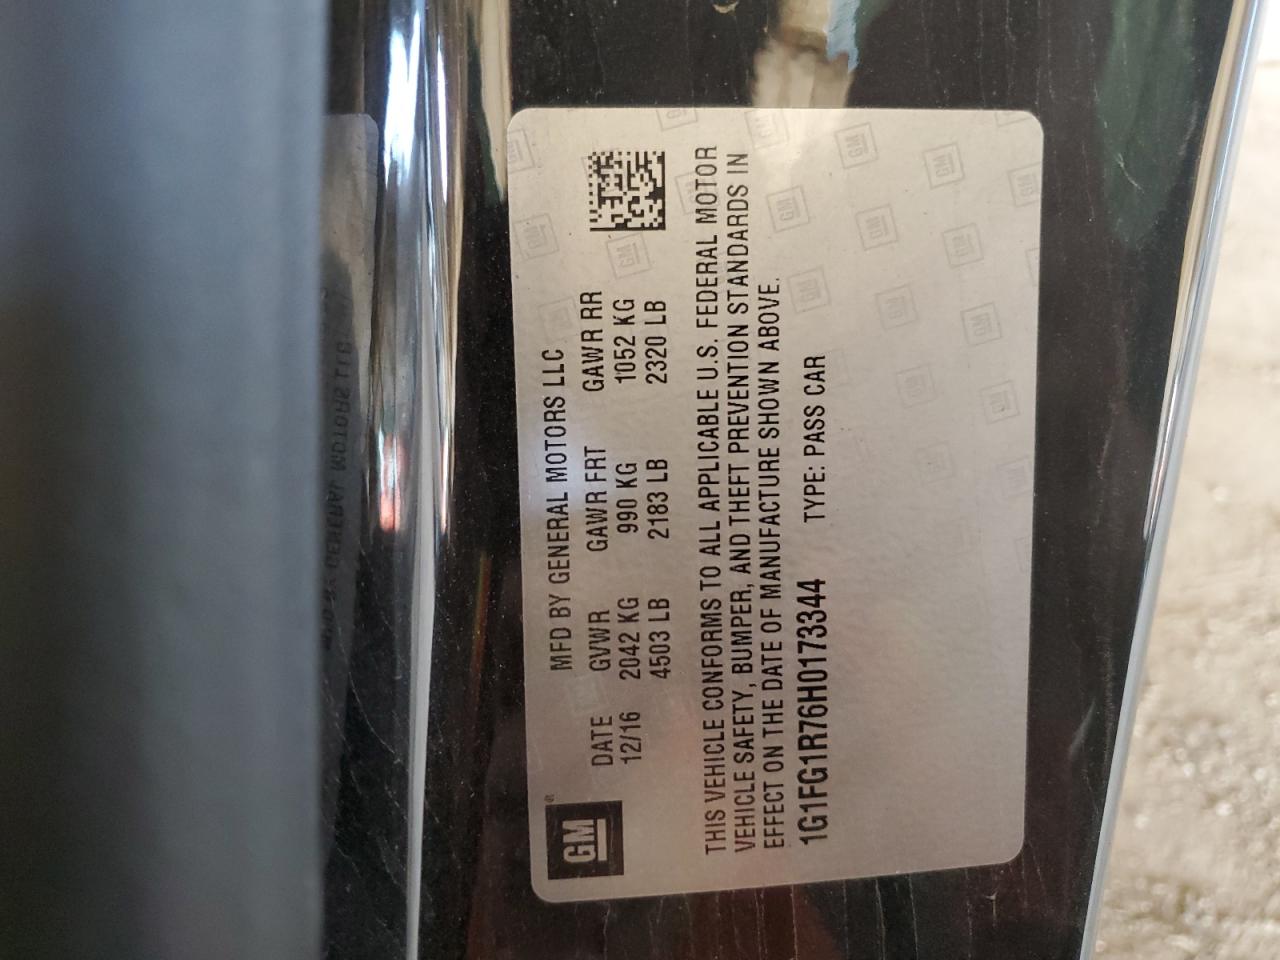 GM
MFD BY GENERAL MOTORS LLC
DATE GVWR GAWR FRT GAWR RR
12/16 2042 KG 990 KG 1052 KG
4503 LB 2183 LB 2320 LB
THIS VEHICLE CONFORMS TO ALL APPLICABLE U.S. FEDERAL MOTOR
VEHICLE SAFETY, BUMPER, AND THEFT PREVENTION STANDARDS IN
EFFECT ON THE DATE OF MANUFACTURE SHOWN ABOVE.
1G1FG1R76H0173344 TYPE: PASS CAR